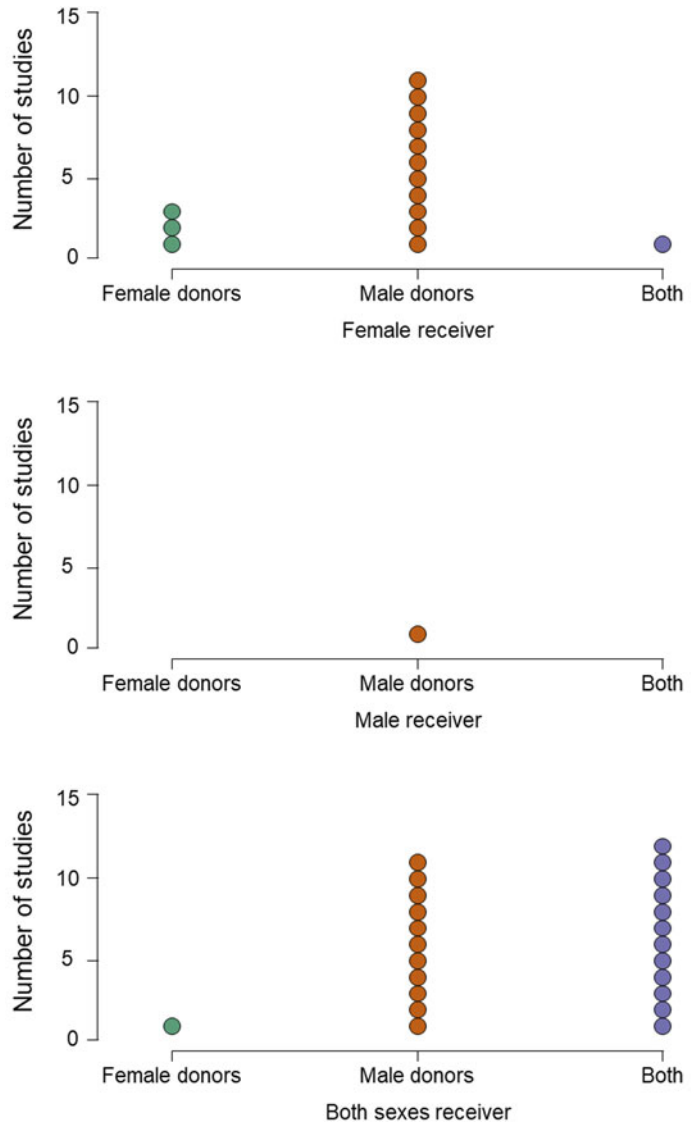 Number of studies
15
10
5
0
Female donors Male donors Both
Female receiver
Number of studies
15
10
5
0
Female donors Male donors Both
Male receiver
Number of studies
15
10
5
0
Female donors Male donors Both
Both sexes receiver